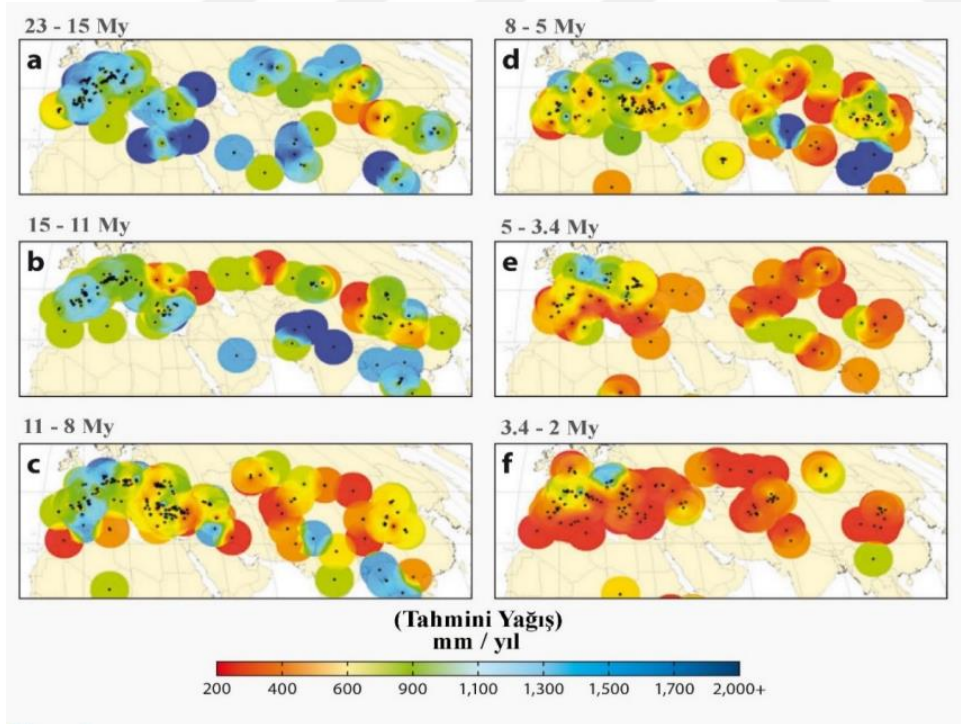 23 - 15 My
8 - 5 My
a
d
15 - 11 My
5 - 3.4 My
b
e
11 - 8 My
3.4 - 2 My
c
f
(Tahmini Yağış)
mm / yıl
200 400 600 900 1,100 1,300 1,500 1,700 2,000+